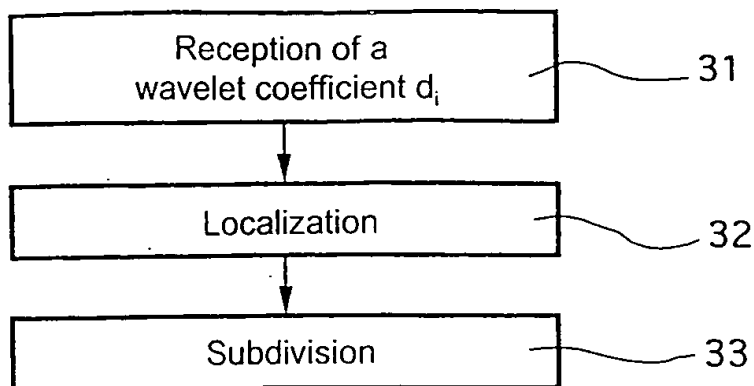 Reception of a
wavelet coefficient dᵢ
31
Localization
32
Subdivision
33